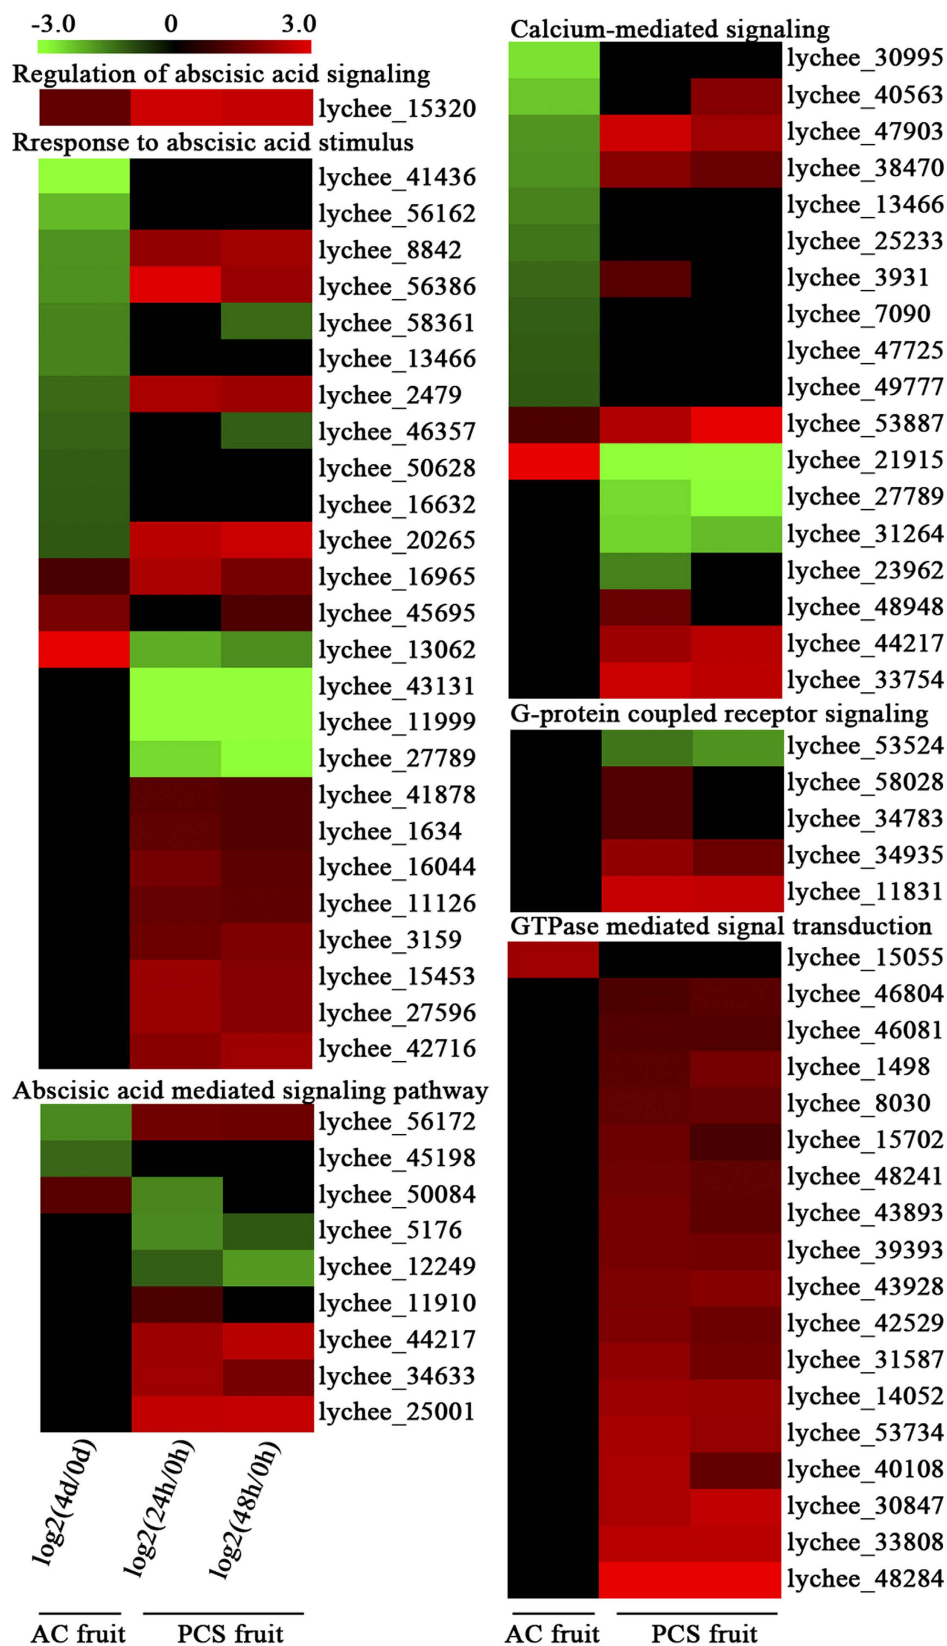 -3.0 0 3.0
Regulation of abscisic acid signaling
lychee_15320
Rresponse to abscisic acid stimulus
lychee_41436
lychee_56162
lychee_8842
lychee_56386
lychee_58361
lychee_13466
lychee_2479
lychee_46357
lychee_50628
lychee_16632
lychee_20265
lychee_16965
lychee_45695
lychee_13062
lychee_43131
lychee_11999
lychee_27789
lychee_41878
lychee_1634
lychee_16044
lychee_11126
lychee_3159
lychee_15453
lychee_27596
lychee_42716
Abscisic acid mediated signaling pathway
lychee_56172
lychee_45198
lychee_50084
lychee_5176
lychee_12249
lychee_11910
lychee_44217
lychee_34633
lychee_25001
log2(4d/0d)
log2(24h/0h)
log2(48h/0h)
AC fruit
PCS fruit
Calcium-mediated signaling
lychee_30995
lychee_40563
lychee_47903
lychee_38470
lychee_13466
lychee_25233
lychee_3931
lychee_7090
lychee_47725
lychee_49777
lychee_53887
lychee_21915
lychee_27789
lychee_31264
lychee_23962
lychee_48948
lychee_44217
lychee_33754
G-protein coupled receptor signaling
lychee_53524
lychee_58028
lychee_34783
lychee_34935
lychee_11831
GTPase mediated signal transduction
lychee_15055
lychee_46804
lychee_46081
lychee_1498
lychee_8030
lychee_15702
lychee_48241
lychee_43893
lychee_39393
lychee_43928
lychee_42529
lychee_31587
lychee_14052
lychee_53734
lychee_40108
lychee_30847
lychee_33808
lychee_48284
AC fruit
PCS fruit